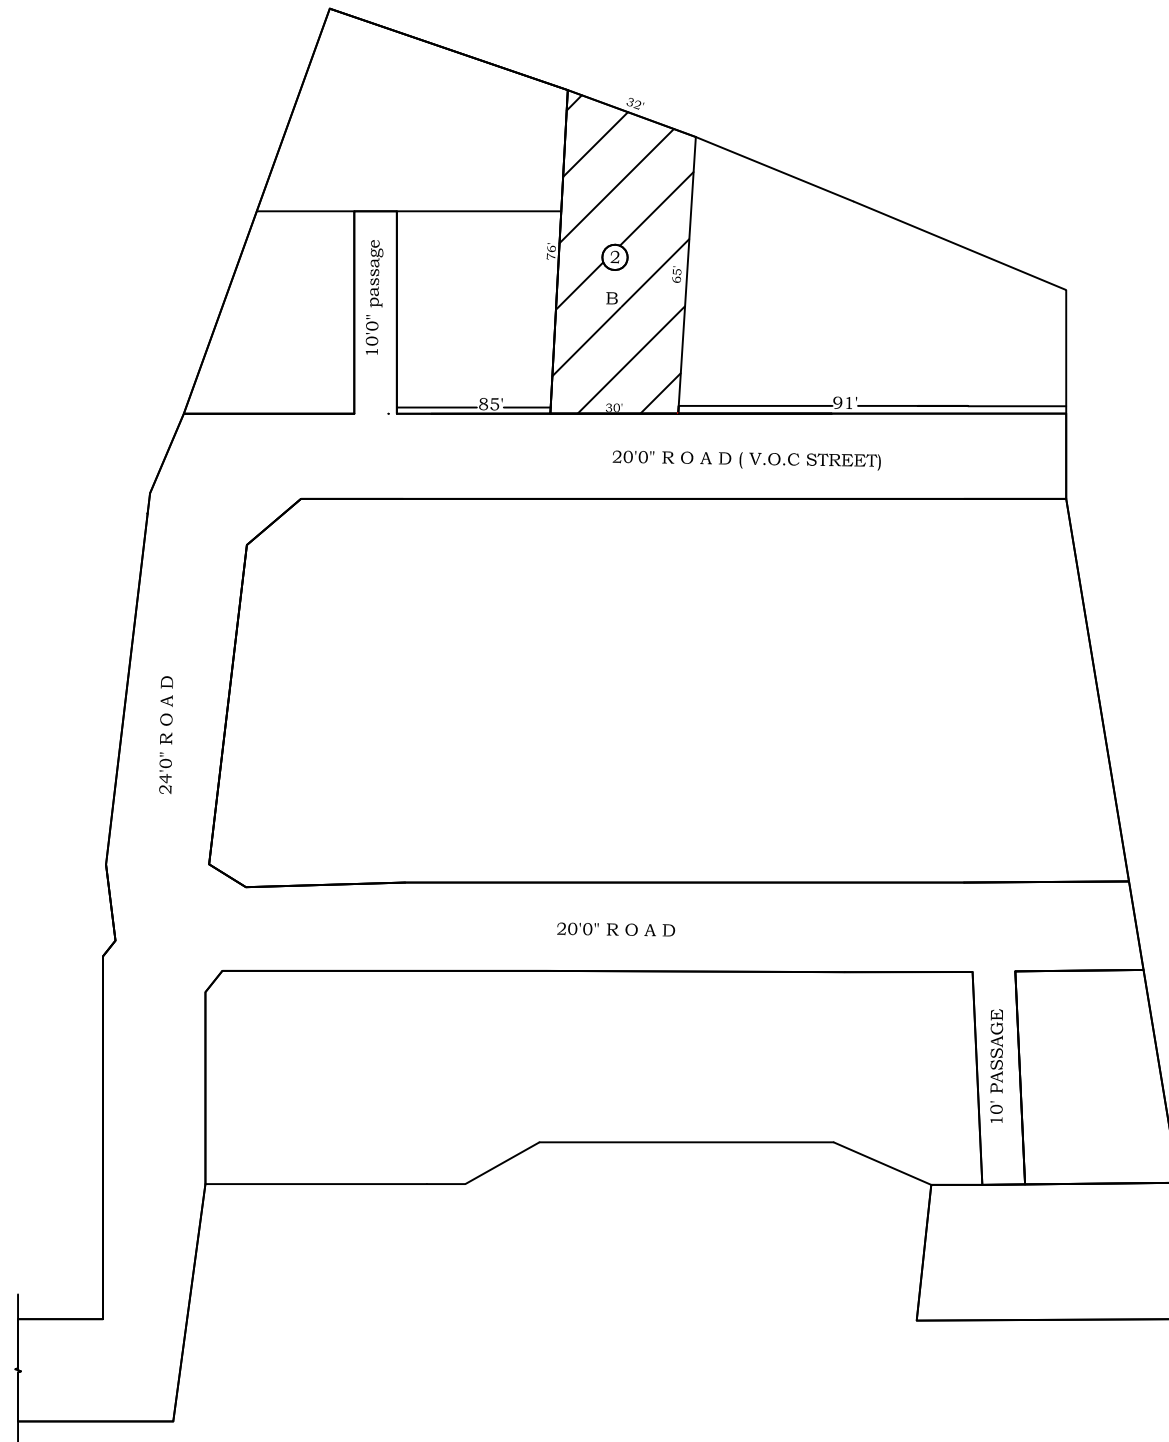 32'
10'0" passage
76'
2
65'
B
85'
30'
91'
20'0" R O A D ( V.O.C STREET)
24'0" R O A D
20'0" R O A D
10' PASSAGE